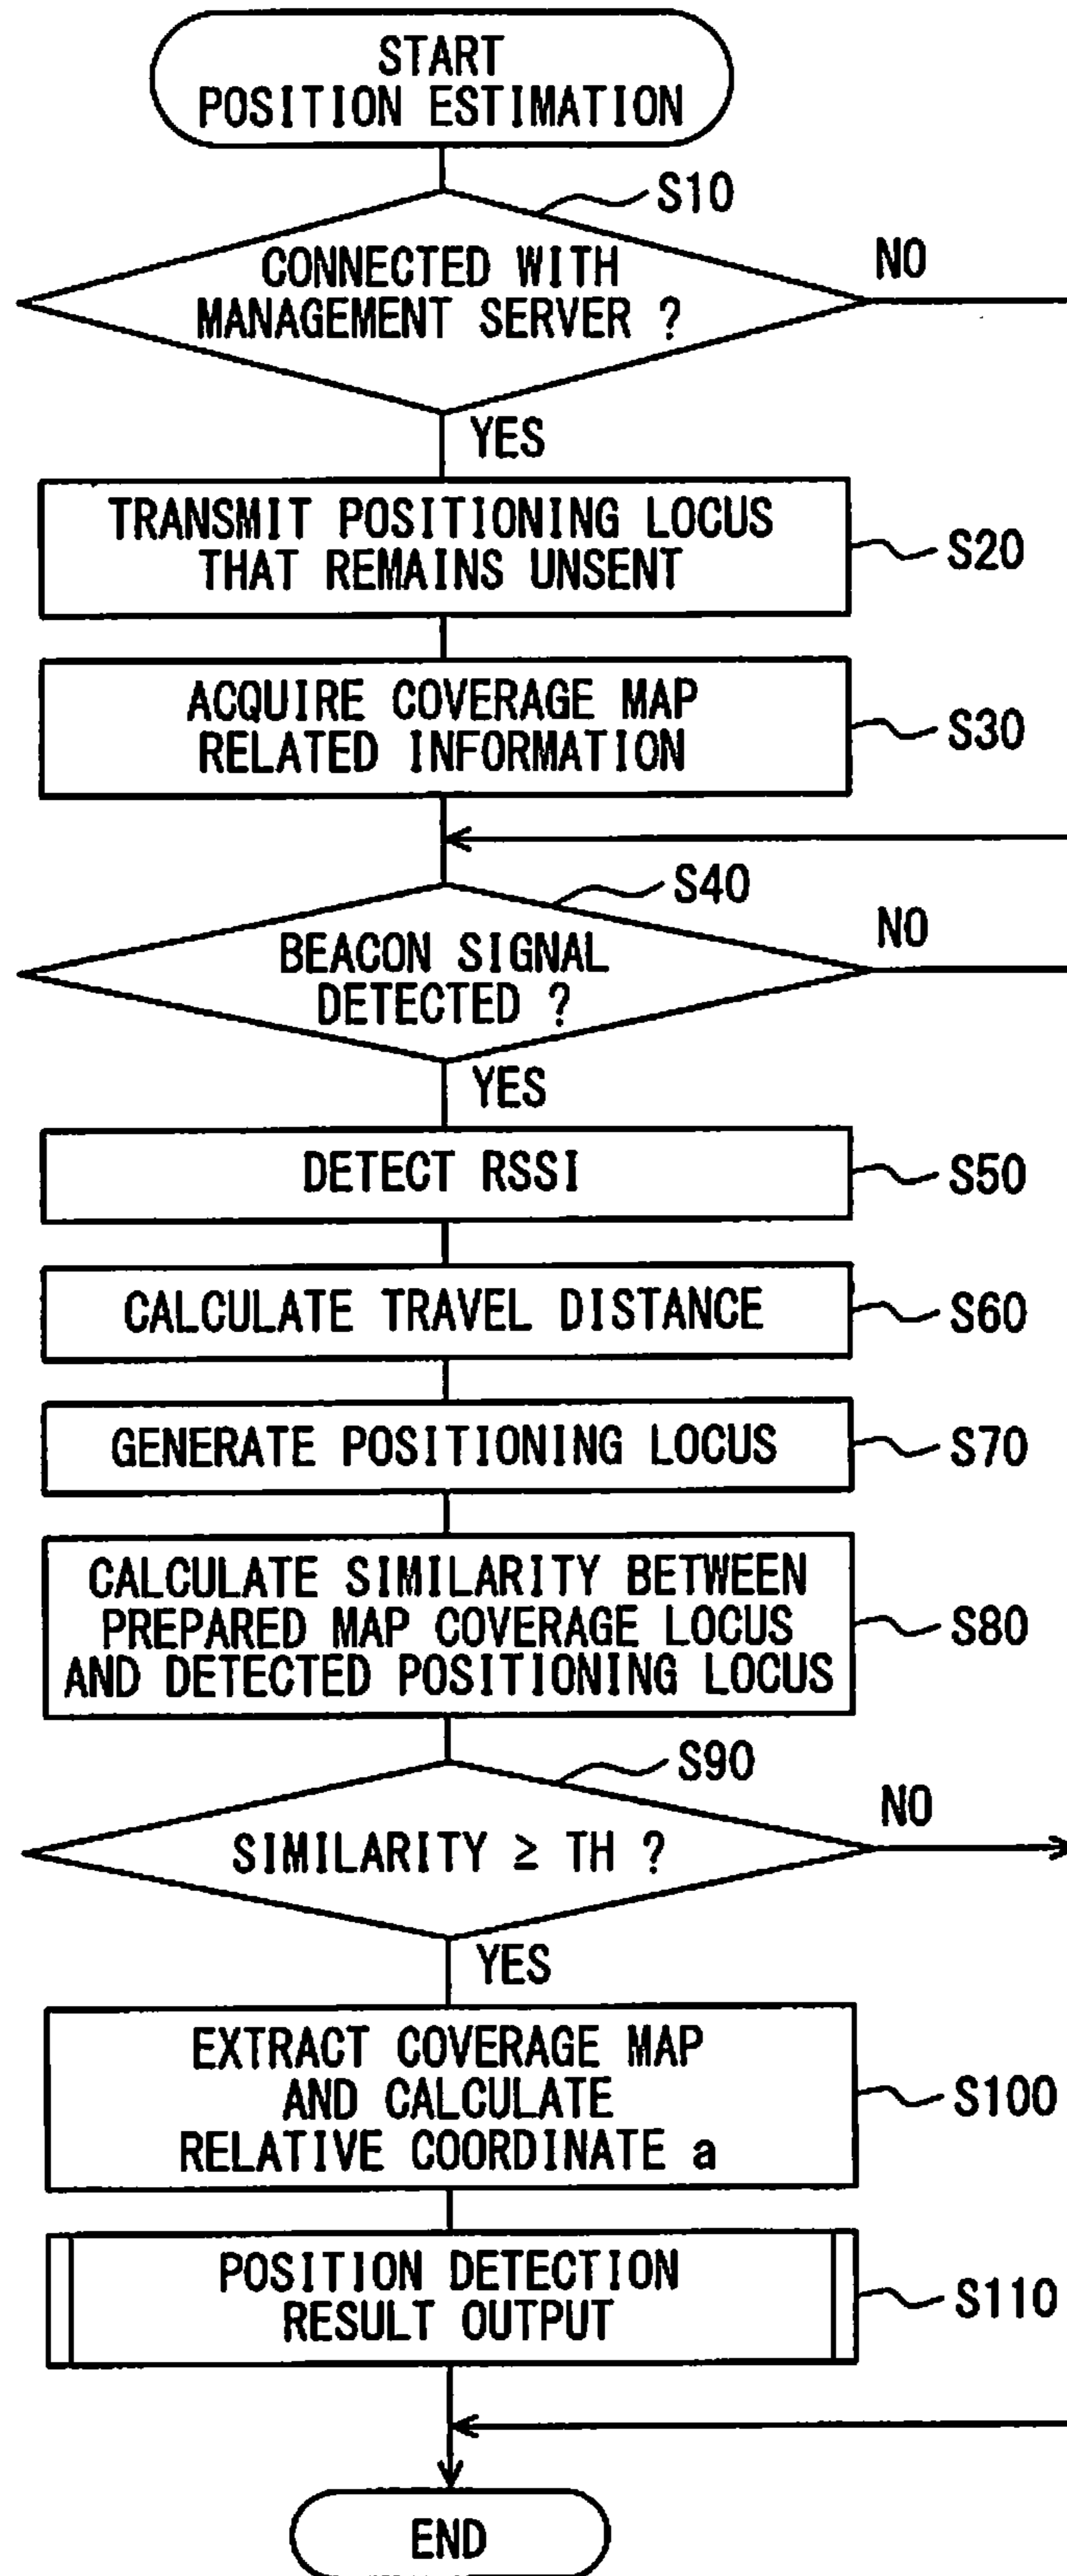 START
POSITION ESTIMATION
S10
CONNECTED WITH
MANAGEMENT SERVER ?
NO
YES
TRANSMIT POSITIONING LOCUS
THAT REMAINS UNSENT
S20
ACQUIRE COVERAGE MAP
RELATED INFORMATION
S30
S40
BEACON SIGNAL
DETECTED ?
NO
YES
DETECT RSSI
S50
CALCULATE TRAVEL DISTANCE
S60
GENERATE POSITIONING LOCUS
S70
CALCULATE SIMILARITY BETWEEN
PREPARED MAP COVERAGE LOCUS
AND DETECTED POSITIONING LOCUS
S80
S90
SIMILARITY ≥ TH ?
NO
YES
EXTRACT COVERAGE MAP
AND CALCULATE
RELATIVE COORDINATE a
S100
POSITION DETECTION
RESULT OUTPUT
S110
END